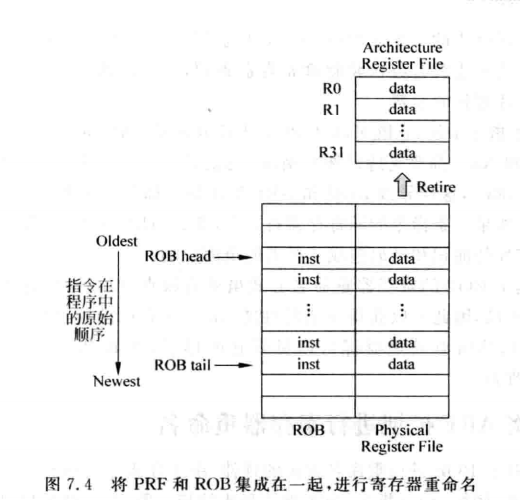 Architecture
Register File
R0 data
R1 data
⋮
R31 data
Retire
Oldest
ROB head inst data
inst data
指令在
程序中
的原始
顺序
⋮ ⋮
inst data
ROB tail inst data
Newest
ROB Physical
Register File
图 7.4 将 PRF 和 ROB 集成在一起,进行寄存器重命名